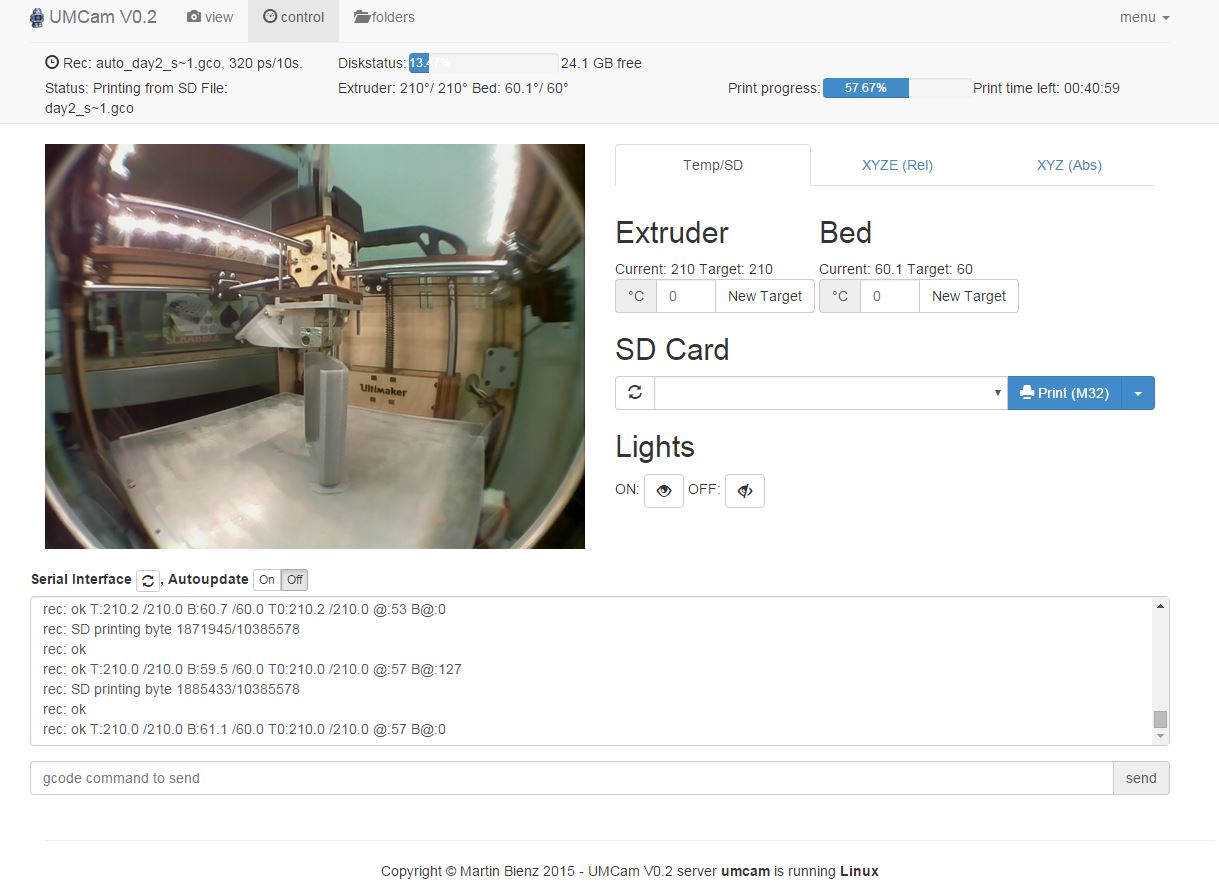 UMCam V0.2 view control folders menu
Rec: auto_day2_s~1.gco, 320 ps/10s. Diskstatus: 13.47% 24.1 GB free
Status: Printing from SD File: Extruder: 210°/ 210° Bed: 60.1°/ 60° Print progress: 57.67% Print time left: 00:40:59
day2_s~1.gco
Temp/SD XYZE (Rel) XYZ (Abs)
Extruder Bed
Current: 210 Target: 210 Current: 60.1 Target: 60
°C 0 New Target °C 0 New Target
SCRABBLE
SD Card
Ultimaker
Print (M32)
Lights
ON: OFF:
Serial Interface , Autoupdate On Off
rec: ok T:210.2 /210.0 B:60.7 /60.0 T0:210.2 /210.0 @:53 B@:0
rec: SD printing byte 1871945/10385578
rec: ok
rec: ok T:210.0 /210.0 B:59.5 /60.0 T0:210.0 /210.0 @:57 B@:127
rec: SD printing byte 1885433/10385578
rec: ok
rec: ok T:210.0 /210.0 B:61.1 /60.0 T0:210.0 /210.0 @:57 B@:0
gcode command to send send
Copyright © Martin Bienz 2015 - UMCam V0.2 server umcam is running Linux